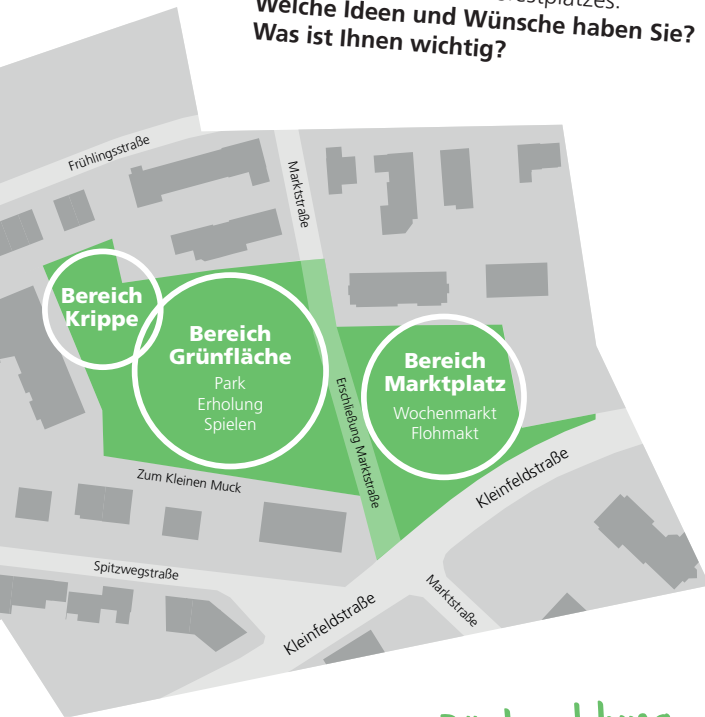 Welche Ideen und Wünsche haben Sie?
Was ist Ihnen wichtig?
Frühlingsstraße
Marktstraße
Bereich
Krippe
Bereich
Grünfläche
Park
Erholung
Spielen
Bereich
Marktplatz
Wochenmarkt
Flohmakt
Erschließung Marktstraße
Zum Kleinen Muck
Kleinfeldstraße
Spitzwegstraße
Kleinfeldstraße
Marktstraße